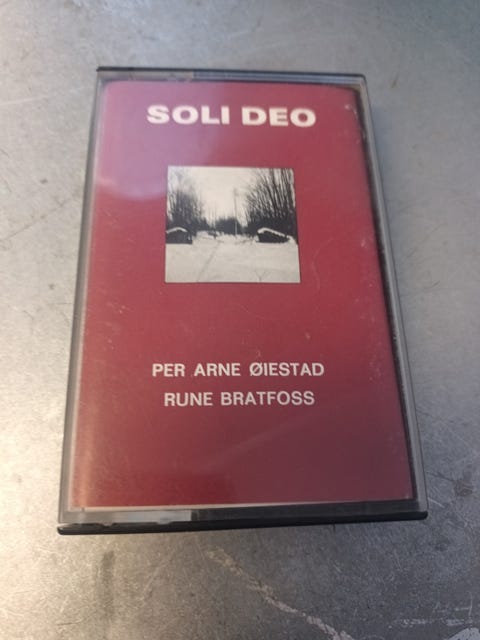 SOLI DEO
PER ARNE ØIESTAD
RUNE BRATFOSS